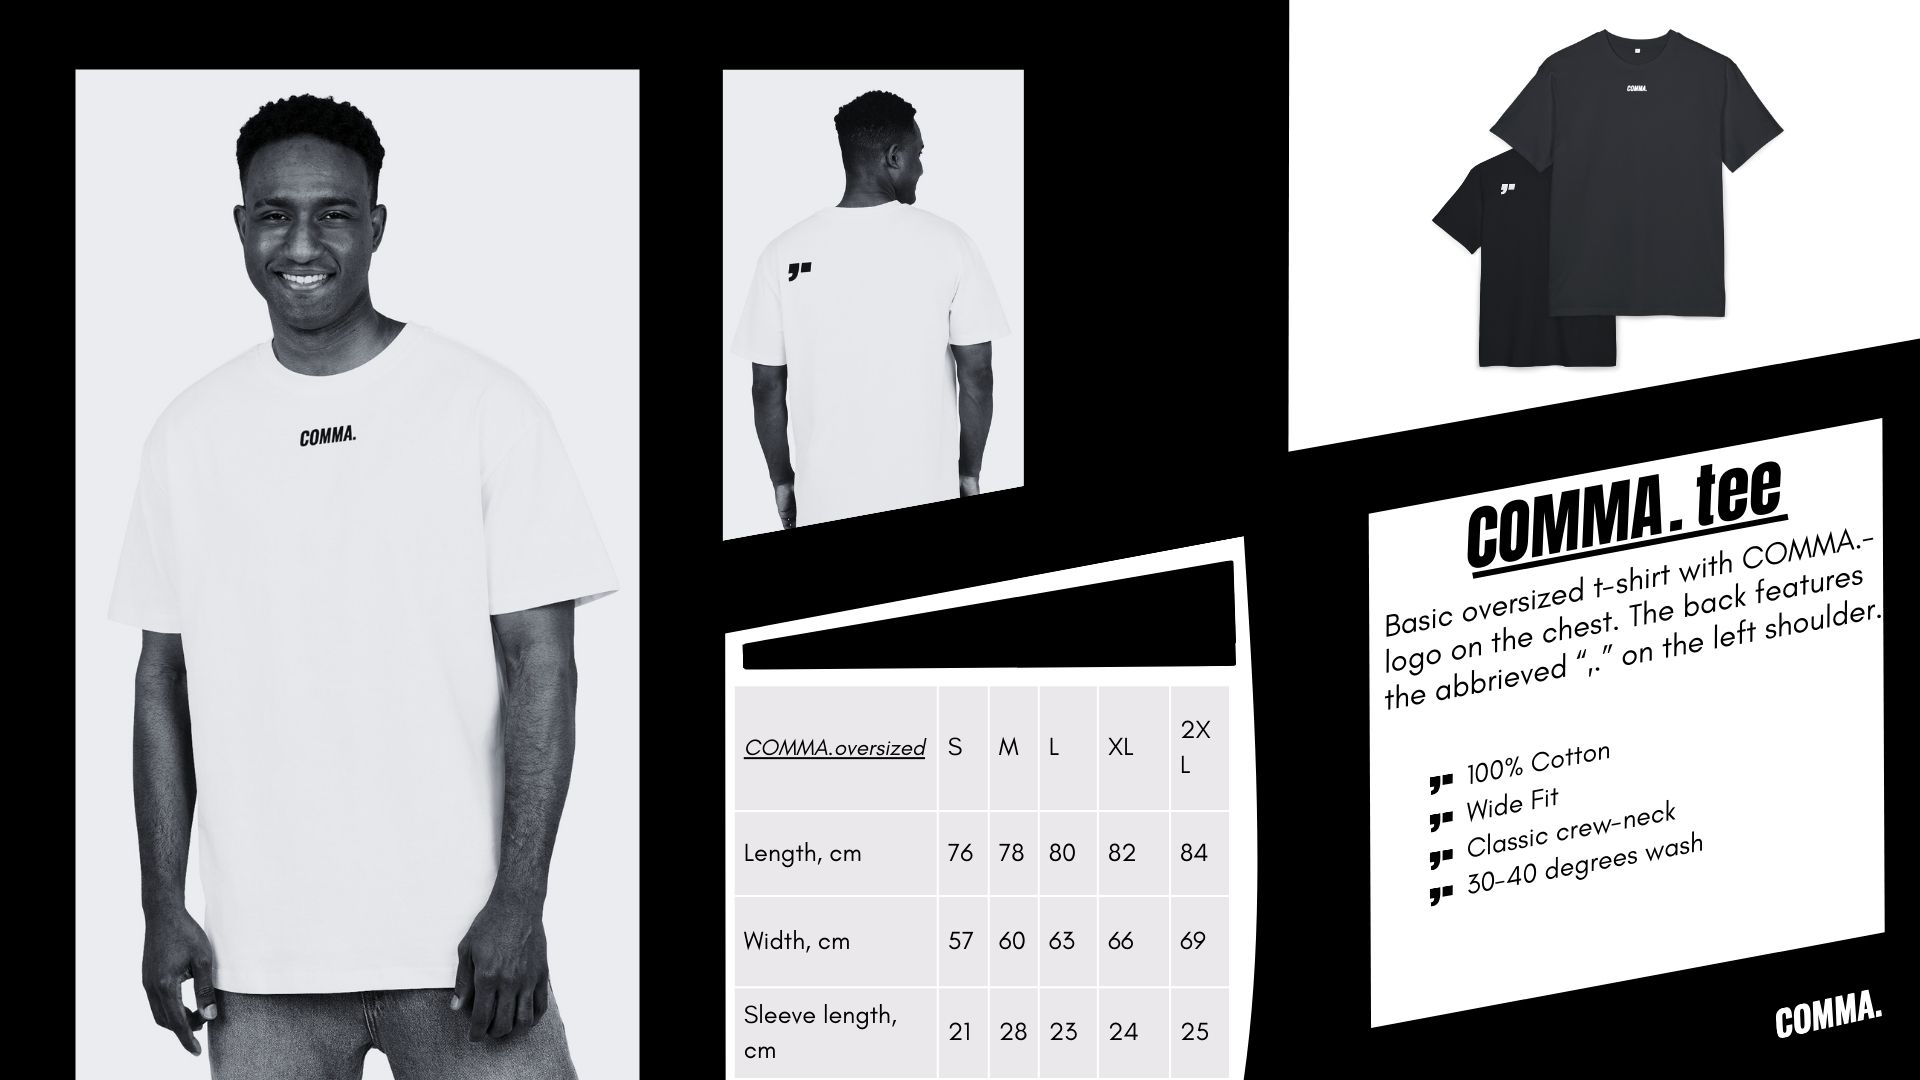 COMMA.
,.
COMMA.
,.
COMMA. tee
Basic oversized t-shirt with COMMA.-
logo on the chest. The back features
the abbrieved “,.” on the left shoulder.
100% Cotton
Wide Fit
Classic crew-neck
30-40 degrees wash
COMMA.oversized S M L XL 2X
L
Length, cm 76 78 80 82 84
Width, cm 57 60 63 66 69
Sleeve length,
cm 21 28 23 24 25
COMMA.